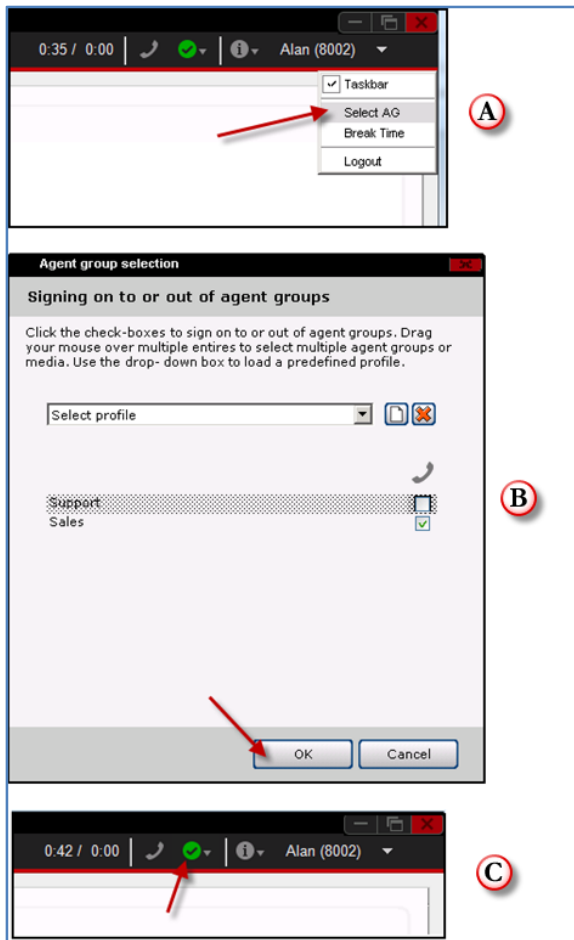 0:35 / 0:00 Alan (8002)
Taskbar
Select AG
Break Time
Logout
A
Agent group selection
Signing on to or out of agent groups
Click the check-boxes to sign on to or out of agent groups. Drag
your mouse over multiple entires to select multiple agent groups or
media. Use the drop- down box to load a predefined profile.
Select profile
Support
Sales
B
OK Cancel
0:42 / 0:00 Alan (8002)
C